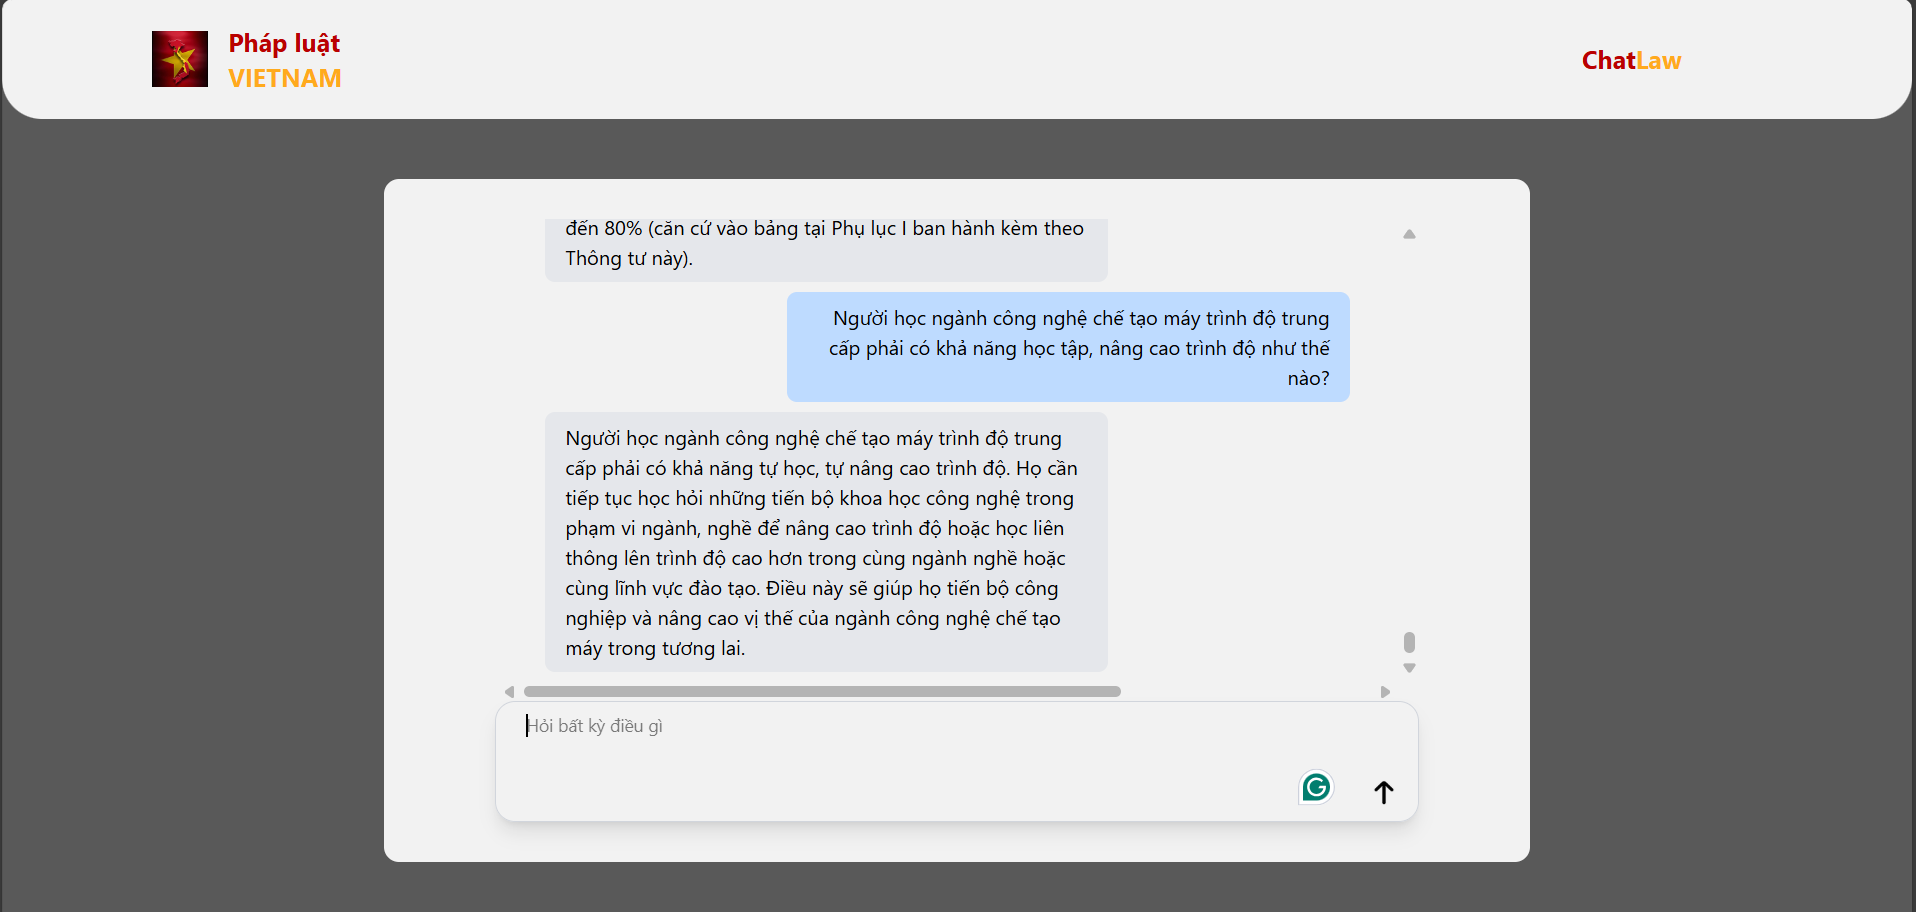 Pháp luật
VIETNAM
ChatLaw
đến 80% (căn cứ vào bảng tại Phụ lục I ban hành kèm theo
Thông tư này).
Người học ngành công nghệ chế tạo máy trình độ trung
cấp phải có khả năng học tập, nâng cao trình độ như thế
nào?
Người học ngành công nghệ chế tạo máy trình độ trung
cấp phải có khả năng tự học, tự nâng cao trình độ. Họ cần
tiếp tục học hỏi những tiến bộ khoa học công nghệ trong
phạm vi ngành, nghề để nâng cao trình độ hoặc học liên
thông lên trình độ cao hơn trong cùng ngành nghề hoặc
cùng lĩnh vực đào tạo. Điều này sẽ giúp họ tiến bộ công
nghiệp và nâng cao vị thế của ngành công nghệ chế tạo
máy trong tương lai.
Hỏi bất kỳ điều gì